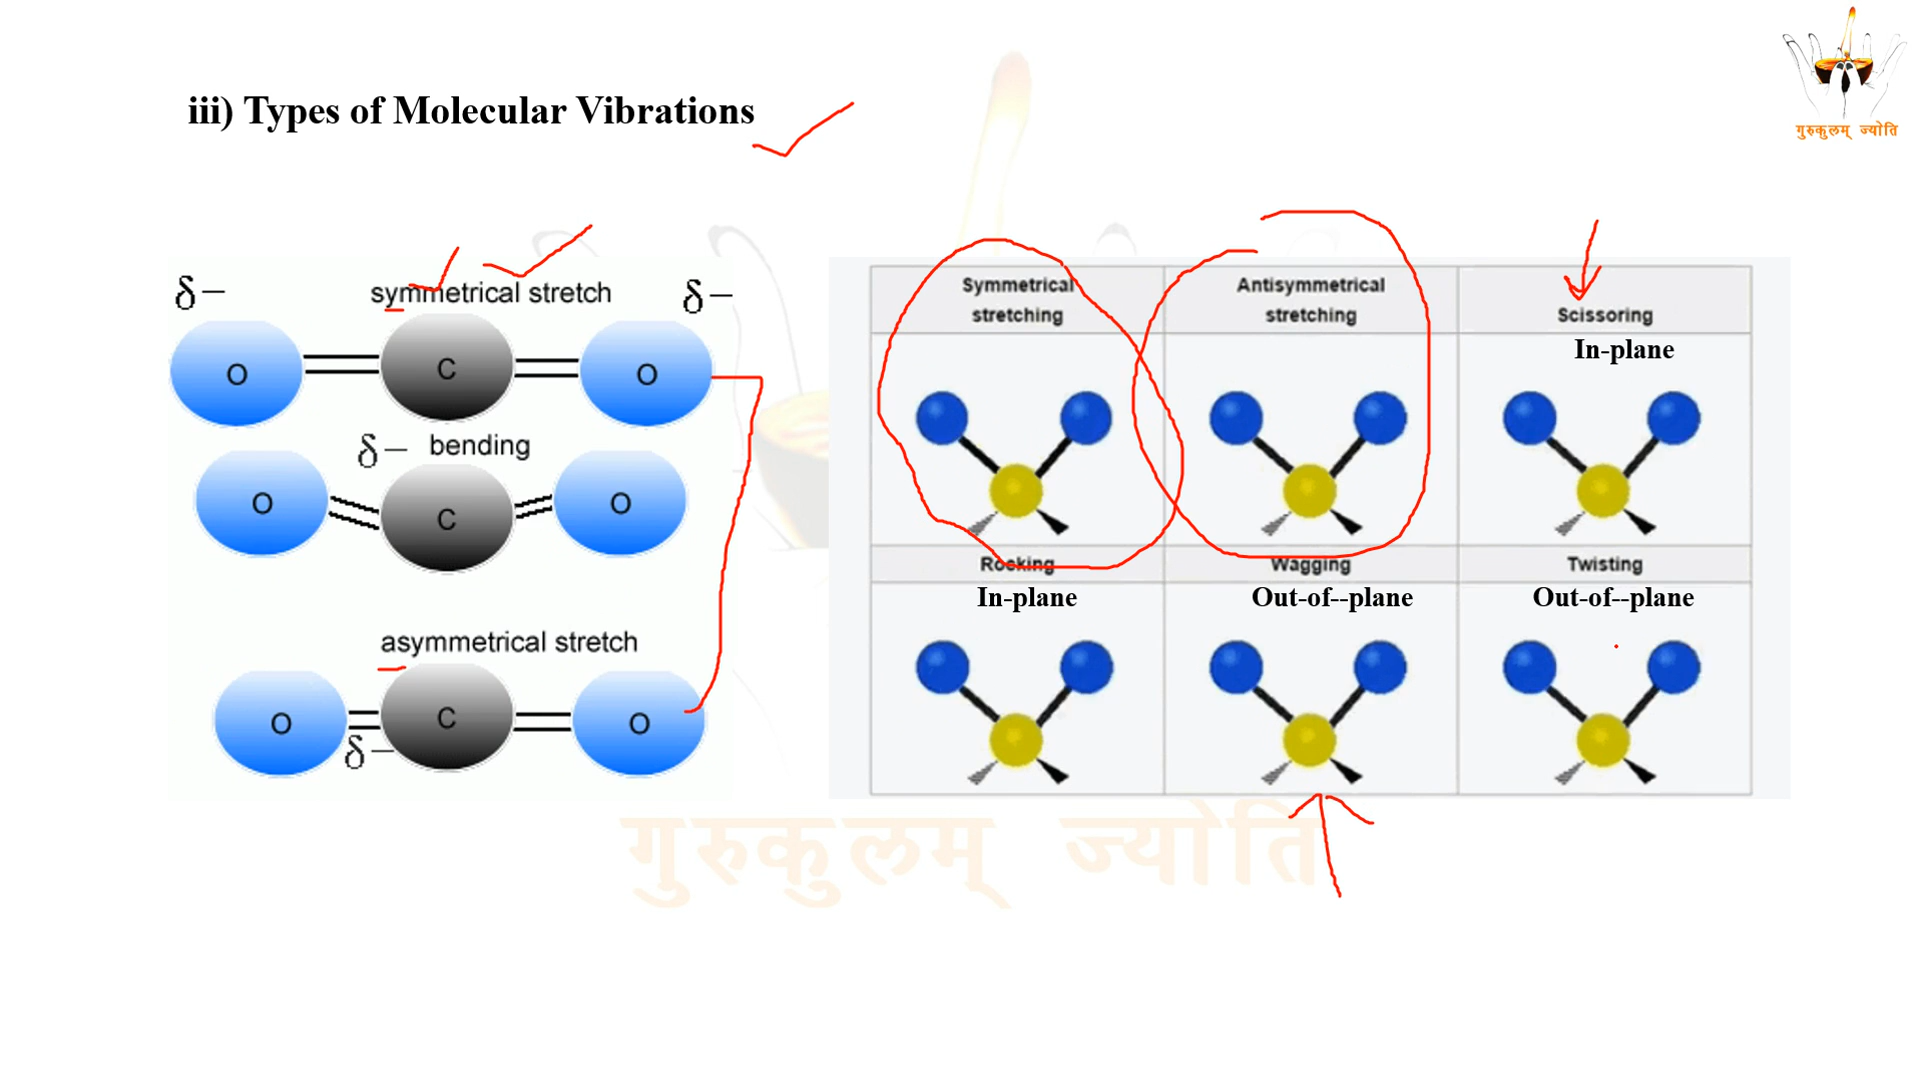 iii) Types of Molecular Vibrations
गुरुकुलम् ज्योति
δ− symmetrical stretch δ−
O C O
δ− bending
O C O
asymmetrical stretch
O C O
δ−
Symmetrical stretching
Antisymmetrical stretching
Scissoring
In-plane
Rocking
In-plane
Wagging
Out-of--plane
Twisting
Out-of--plane
गुरुकुलम् ज्योति